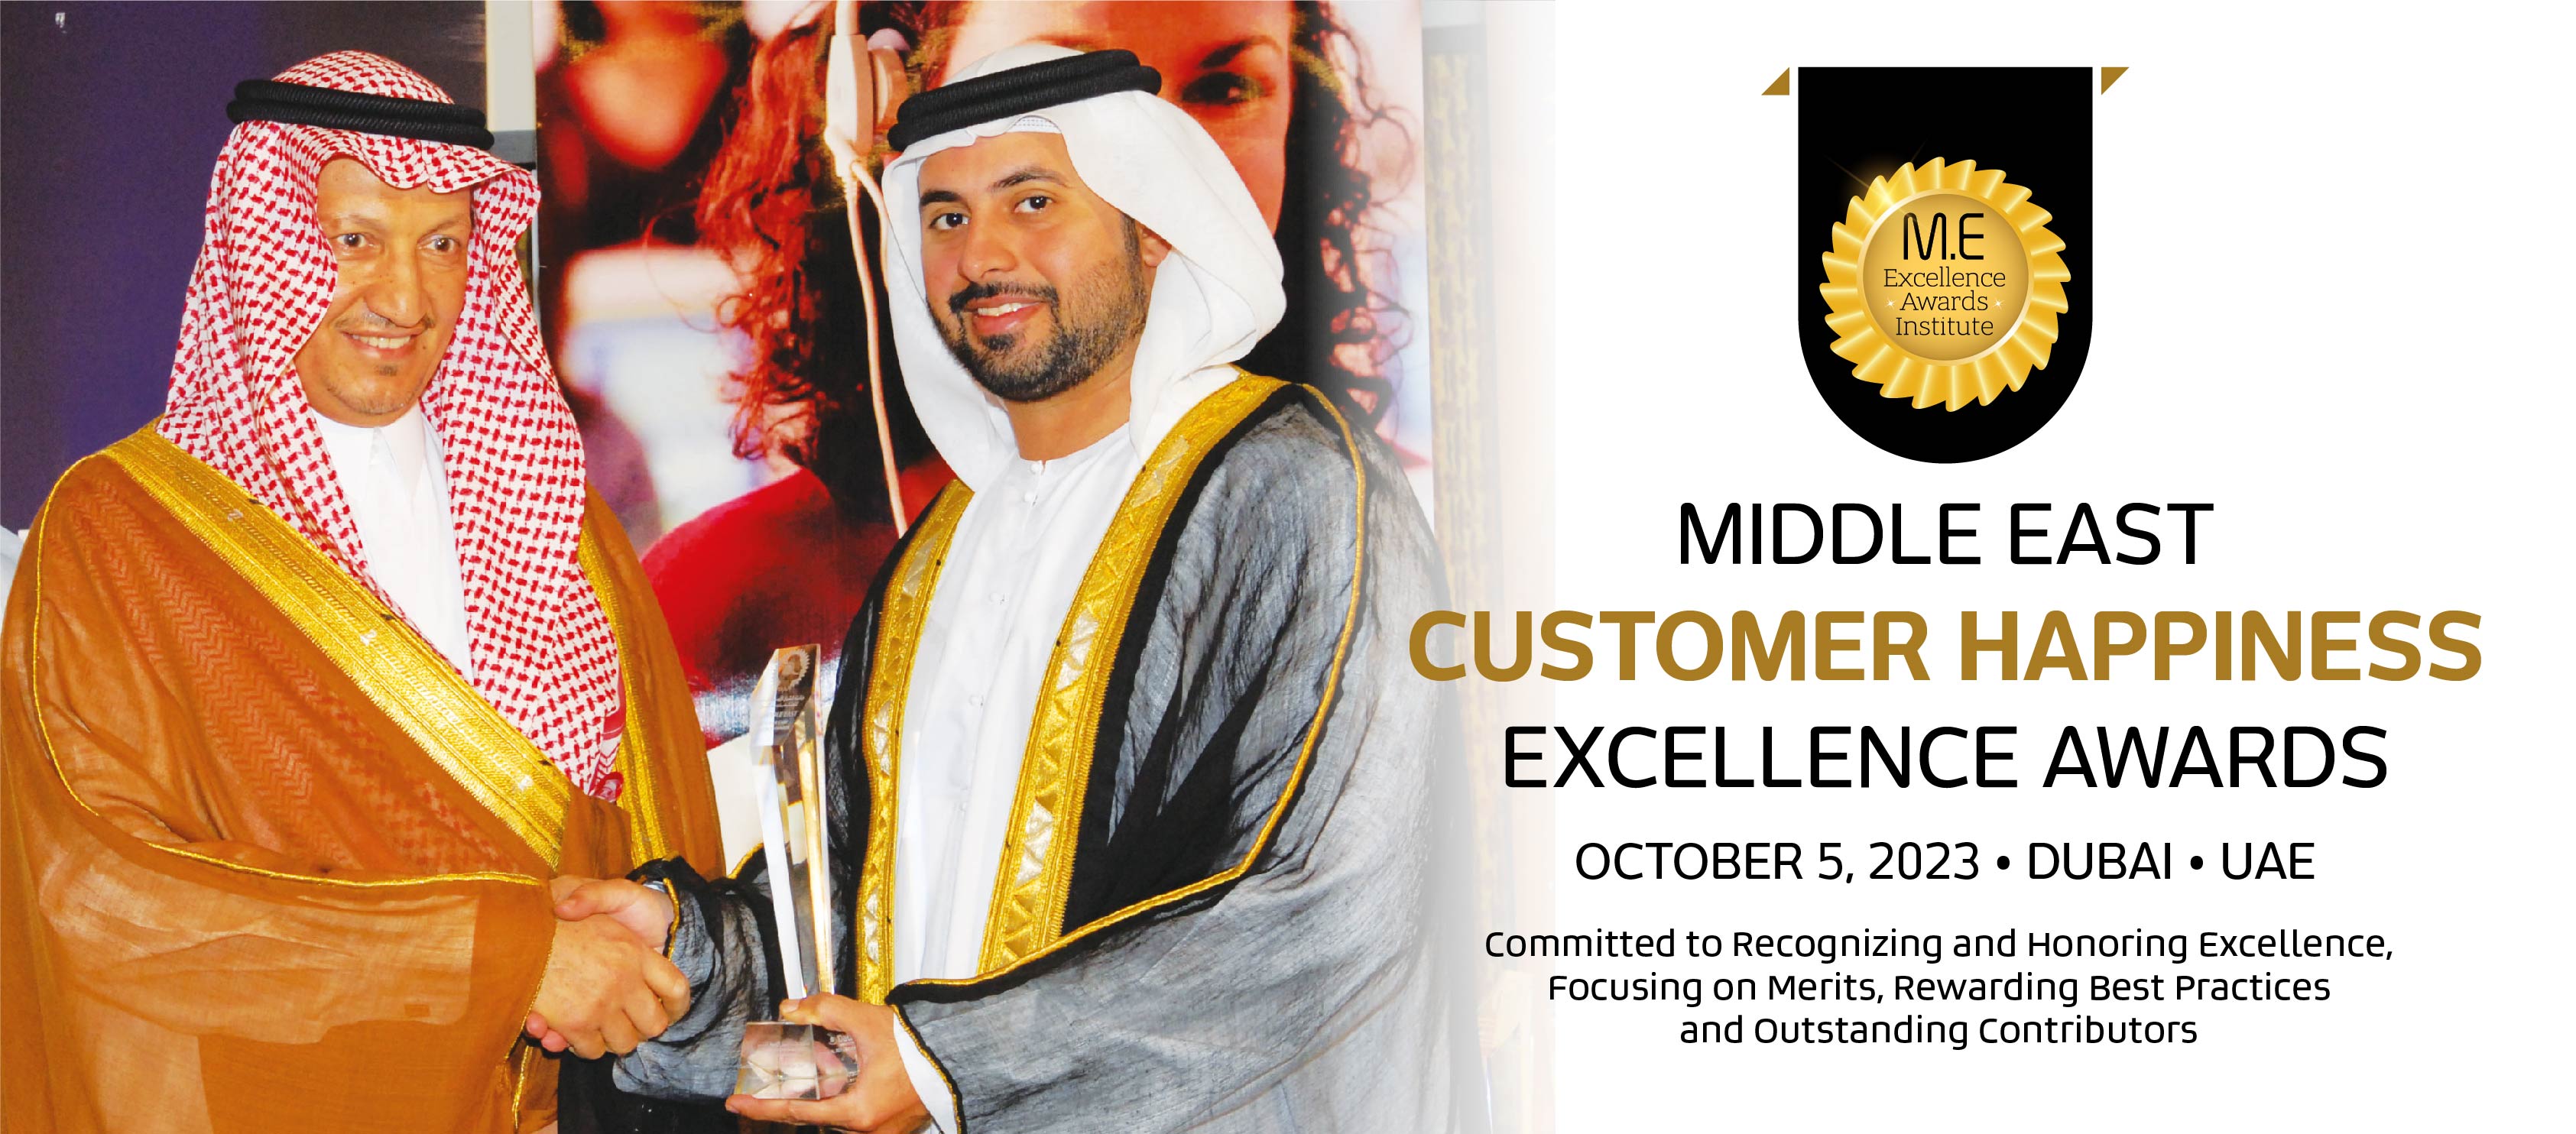 M.E
Excellence
Awards
Institute
MIDDLE EAST
CUSTOMER HAPPINESS
EXCELLENCE AWARDS
OCTOBER 5, 2023 • DUBAI • UAE
Committed to Recognizing and Honoring Excellence,
Focusing on Merits, Rewarding Best Practices
and Outstanding Contributors